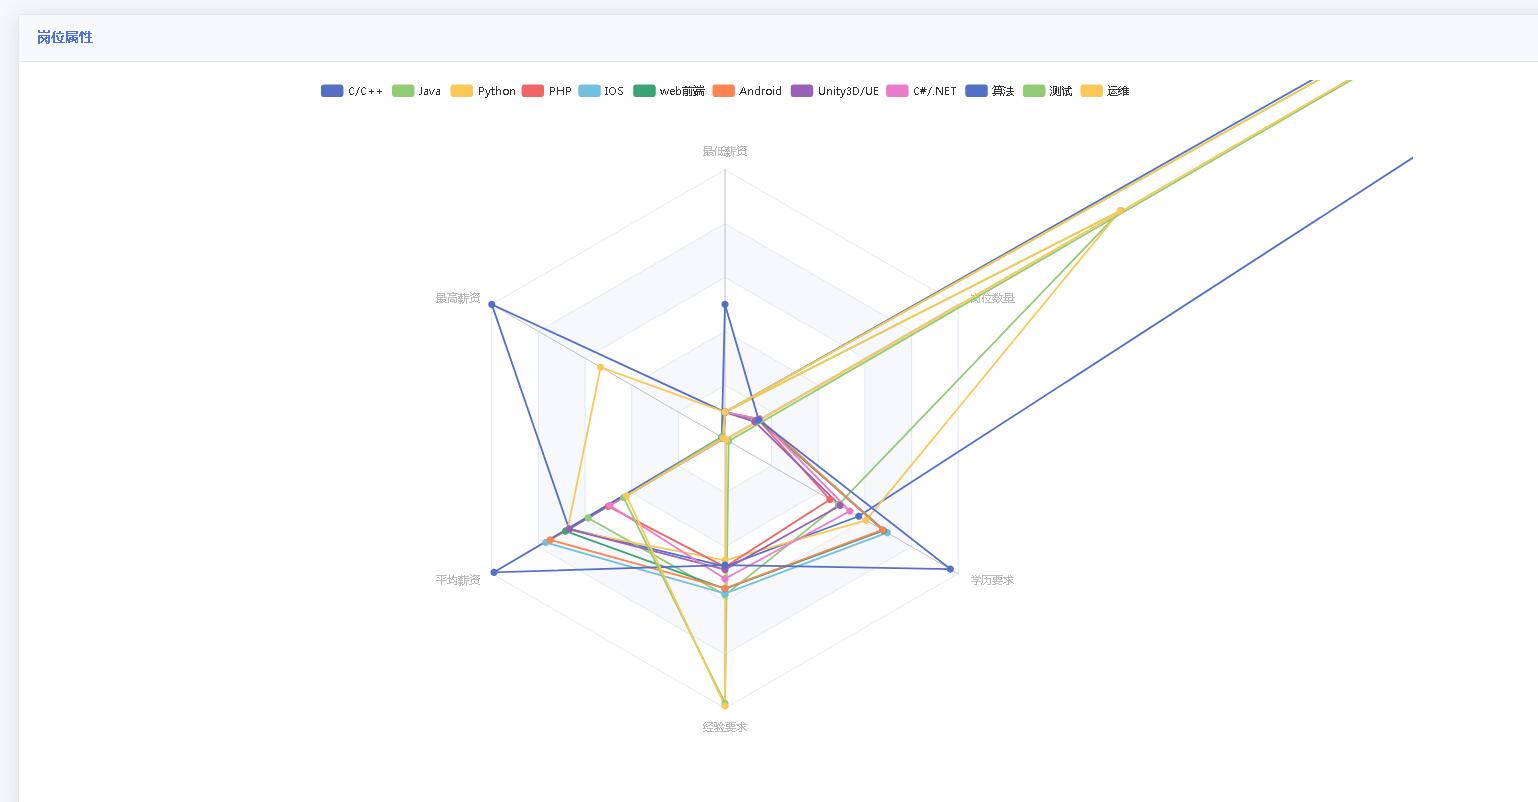 岗位属性
C/C++ Java Python PHP IOS web前端 Android Unity3D/UE C#/.NET 算法 测试 运维
最低薪资
最高薪资
岗位数量
平均薪资
学历要求
经验要求